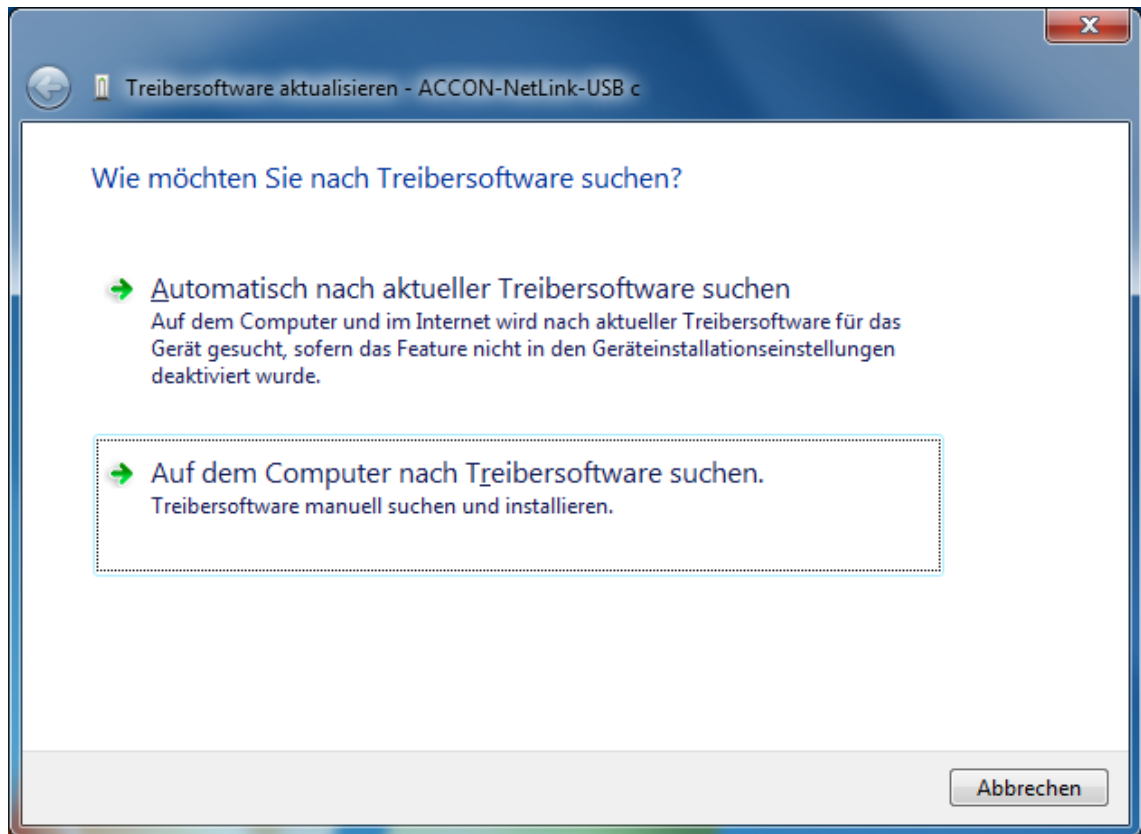 Treibersoftware aktualisieren - ACCON-NetLink-USB c
Wie möchten Sie nach Treibersoftware suchen?
Automatisch nach aktueller Treibersoftware suchen
Auf dem Computer und im Internet wird nach aktueller Treibersoftware für das
Gerät gesucht, sofern das Feature nicht in den Geräteinstallationseinstellungen
deaktiviert wurde.
Auf dem Computer nach Treibersoftware suchen.
Treibersoftware manuell suchen und installieren.
Abbrechen